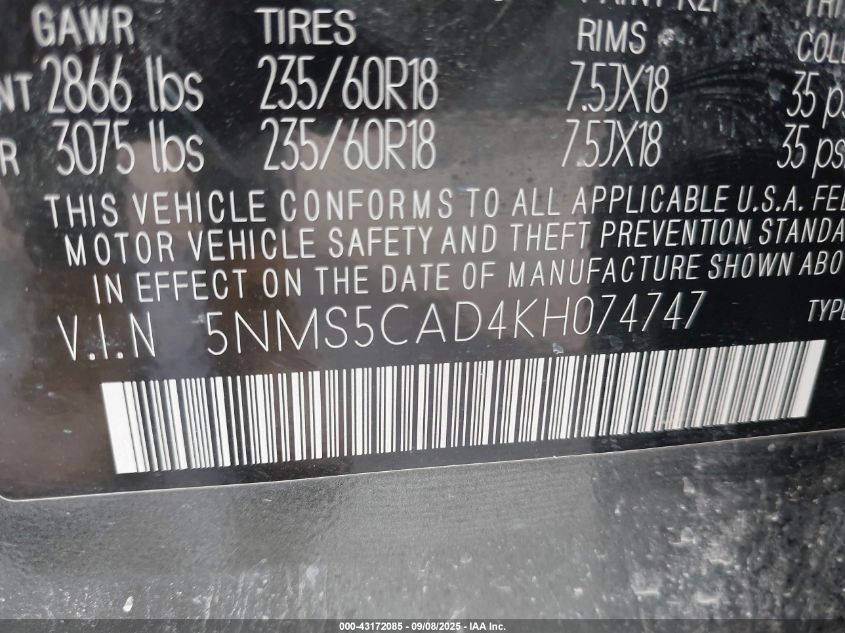 GAWR TIRES RIMS
2866 lbs 235/60R18 7.5JX18 35
3075 lbs 235/60R18 7.5JX18 35
THIS VEHICLE CONFORMS TO ALL APPLICABLE U.S.A.
MOTOR VEHICLE SAFETY AND THEFT PREVENTION
IN EFFECT ON THE DATE OF MANUFACTURE SHOWN
V.I.N 5NMS5CAD4KH074747
000-43172085 - 09/08/2025 - IAA Inc.